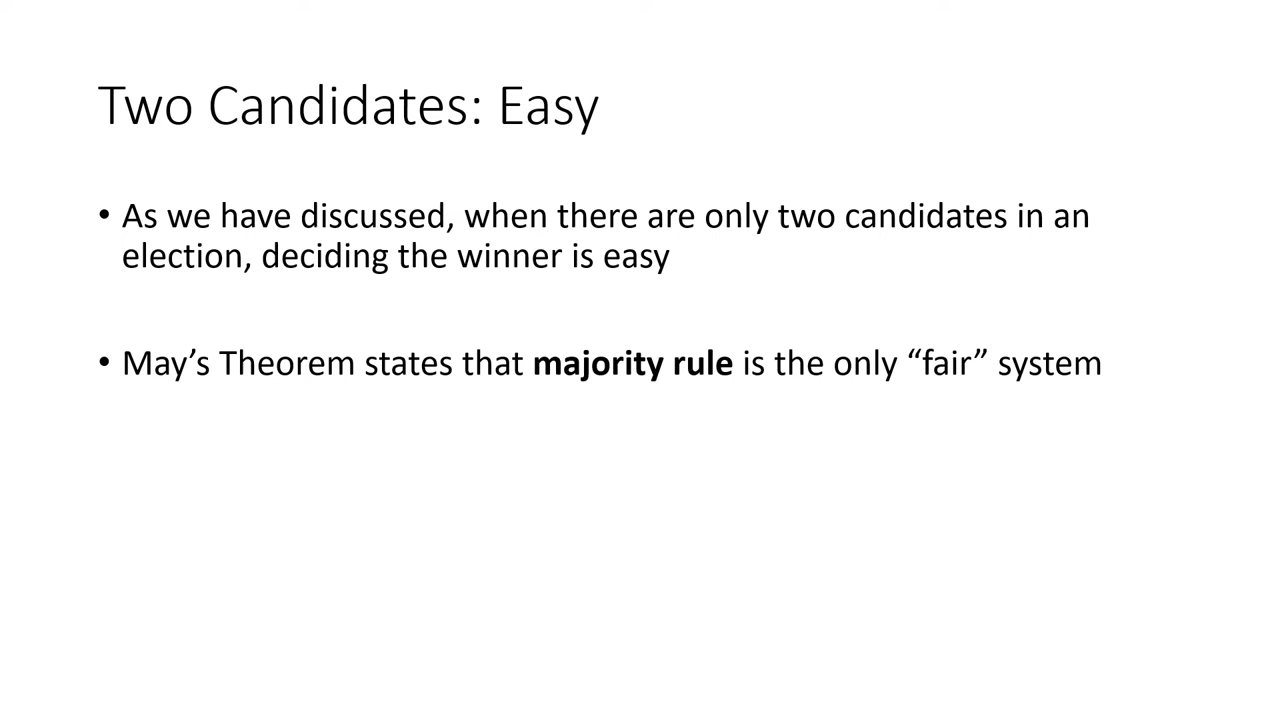 Two Candidates: Easy
• As we have discussed, when there are only two candidates in an
election, deciding the winner is easy
• May’s Theorem states that majority rule is the only “fair” system